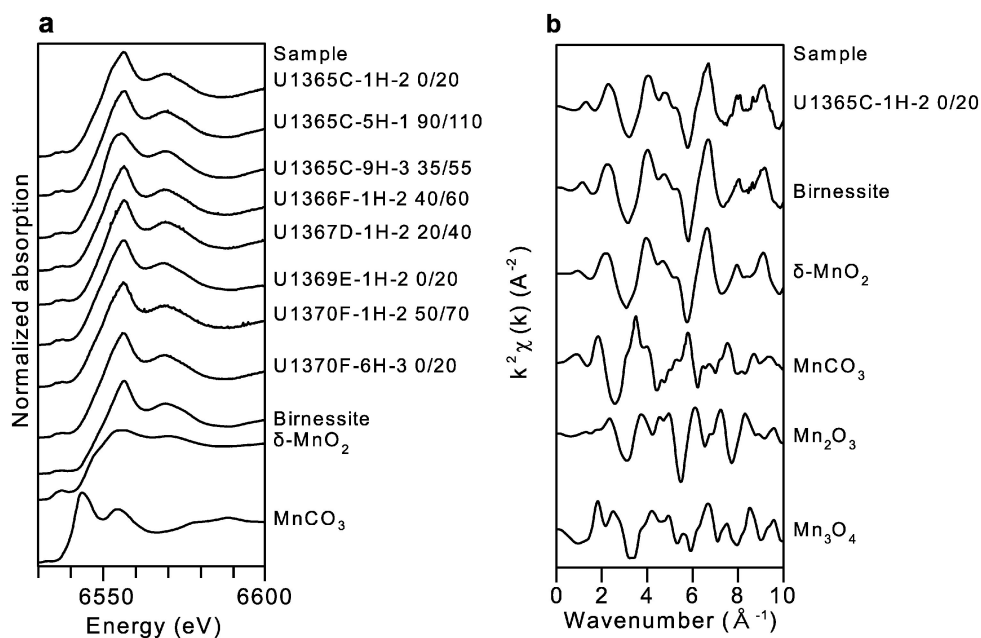 a
Normalized absorption
Sample
U1365C-1H-2 0/20
U1365C-5H-1 90/110
U1365C-9H-3 35/55
U1366F-1H-2 40/60
U1367D-1H-2 20/40
U1369E-1H-2 0/20
U1370F-1H-2 50/70
U1370F-6H-3 0/20
Birnessite
δ-MnO₂
MnCO₃
6550 6600
Energy (eV)
b
k² χ (k) (A⁻²)
Sample
U1365C-1H-2 0/20
Birnessite
δ-MnO₂
MnCO₃
Mn₂O₃
Mn₃O₄
0 2 4 6 8 10
Wavenumber (Å⁻¹)